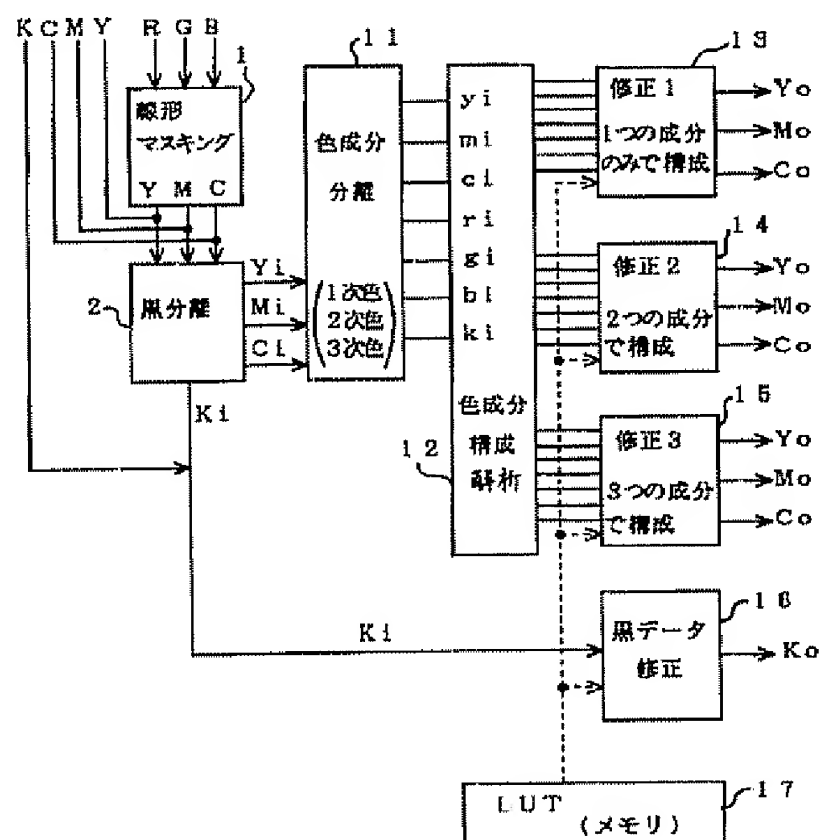 K C M Y R G B
1
線形
マスキング
Y M C
2
黒分離
Yi
Mi
Ci
Ki
11
色成分
分離
(1次色
2次色
3次色)
yi
mi
ci
ri
gi
bi
ki
色成分
構成
解析
12
13
修正1
1つの成分
のみで構成
Yo
Mo
Co
14
修正2
2つの成分
で構成
Yo
Mo
Co
15
修正3
3つの成分
で構成
Yo
Mo
Co
Ki
16
黒データ
修正
Ko
17
LUT
(メモリ)